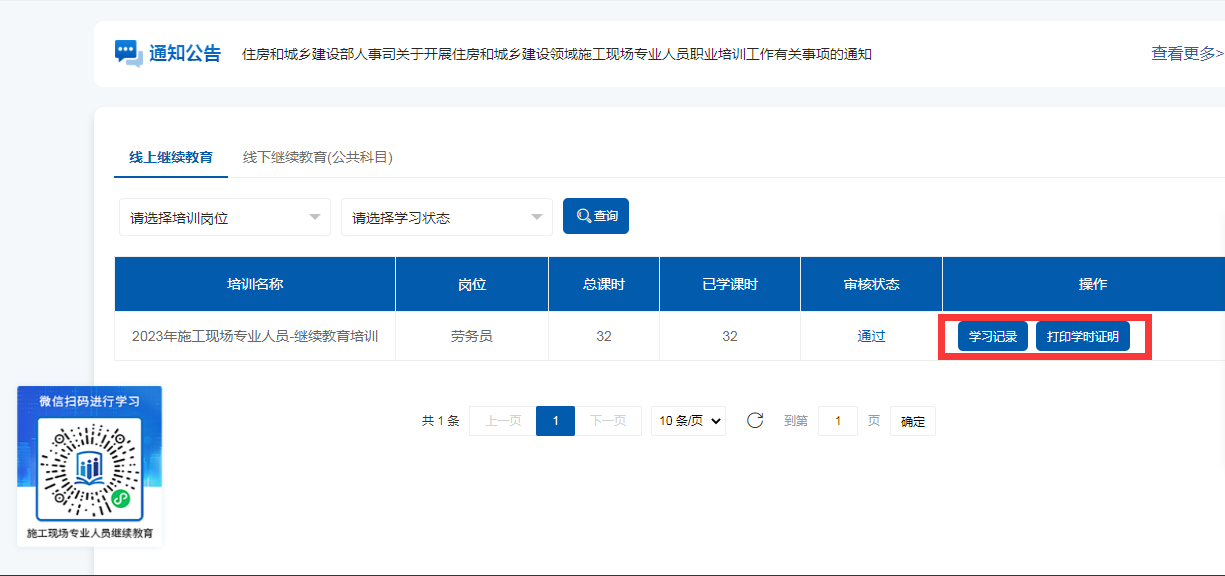 通知公告 住房和城乡建设部人事司关于开展住房和城乡建设领域施工现场专业人员职业培训工作有关事项的通知 查看更多>
线上继续教育 线下继续教育(公共科目)
请选择培训岗位 请选择学习状态 查询
培训名称 岗位 总课时 已学课时 审核状态 操作
2023年施工现场专业人员-继续教育培训 劳务员 32 32 通过 学习记录 打印学时证明
共 1 条 上一页 1 下一页 10 条/页 到第 1 页 确定
微信扫码进行学习
施工现场专业人员继续教育